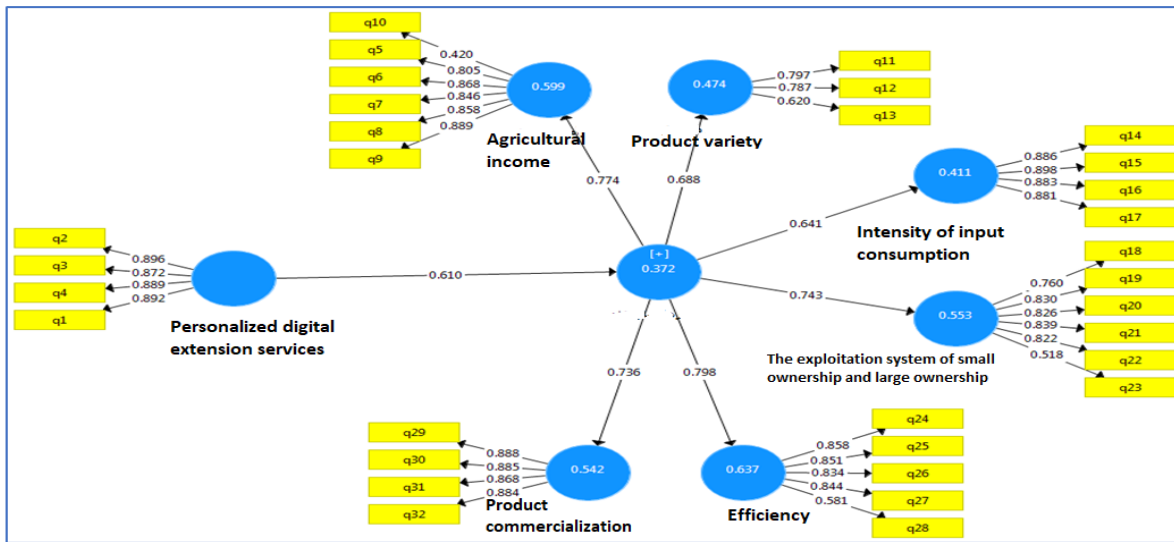 q10
q5
q6
q7
q8
q9
0.420
0.805
0.868
0.846
0.858
0.889
0.599
Agricultural
income
0.474
Product variety
0.797
0.787
0.620
q11
q12
q13
0.774
0.688
q14
q15
q16
q17
0.886
0.898
0.883
0.881
0.411
0.641
Intensity of input
consumption
q2
q3
q4
q1
0.896
0.872
0.889
0.892
Personalized digital
extension services
0.610
[+]
0.372
0.743
q18
q19
q20
q21
q22
q23
0.760
0.830
0.826
0.839
0.822
0.518
0.553
The exploitation system of small
ownership and large ownership
0.736
0.798
q29
q30
q31
q32
0.888
0.885
0.868
0.884
0.542
Product
commercialization
0.637
Efficiency
0.858
0.851
0.834
0.844
0.581
q24
q25
q26
q27
q28